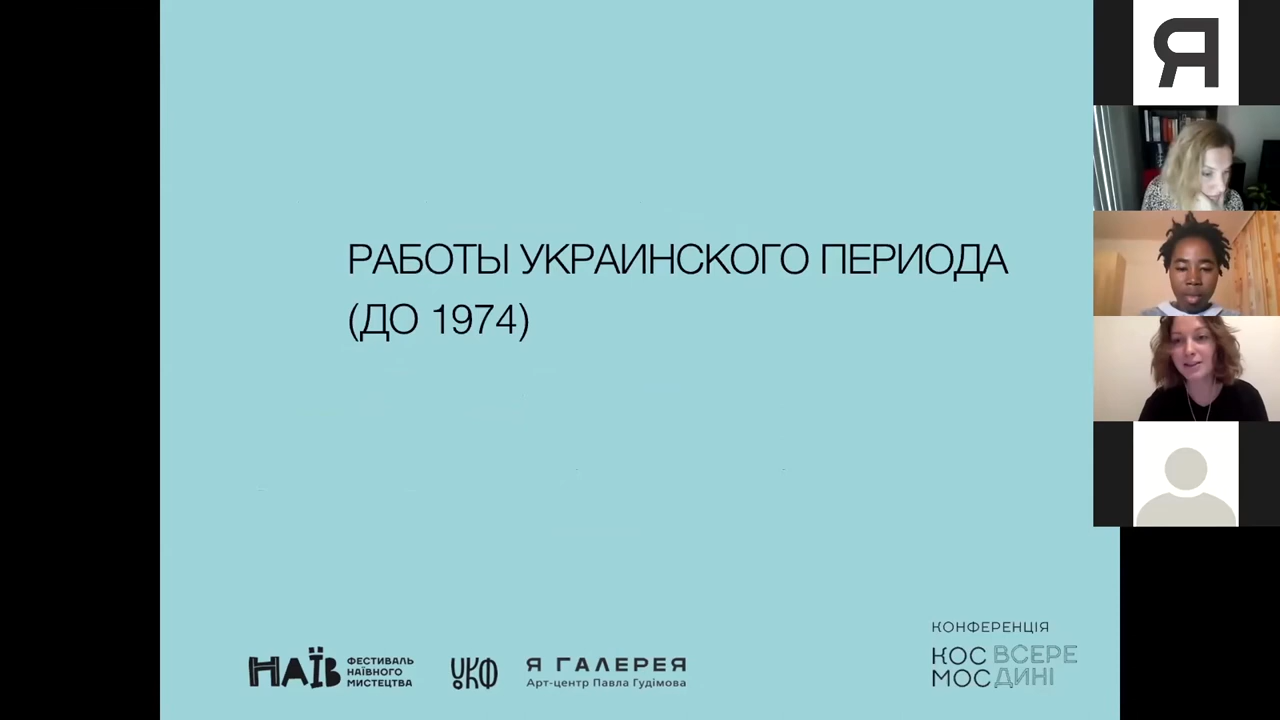 РАБОТЫ УКРАИНСКОГО ПЕРИОДА
(ДО 1974)
НАЇВ
ФЕСТИВАЛЬ
НАЇВНОГО
МИСТЕЦТВА
УКФ
Я ГАЛЕРЕЯ
Арт-центр Павла Гудімова
КОНФЕРЕНЦІЯ
КОС ВСЕРЕ
МОС ДИНІ
Я